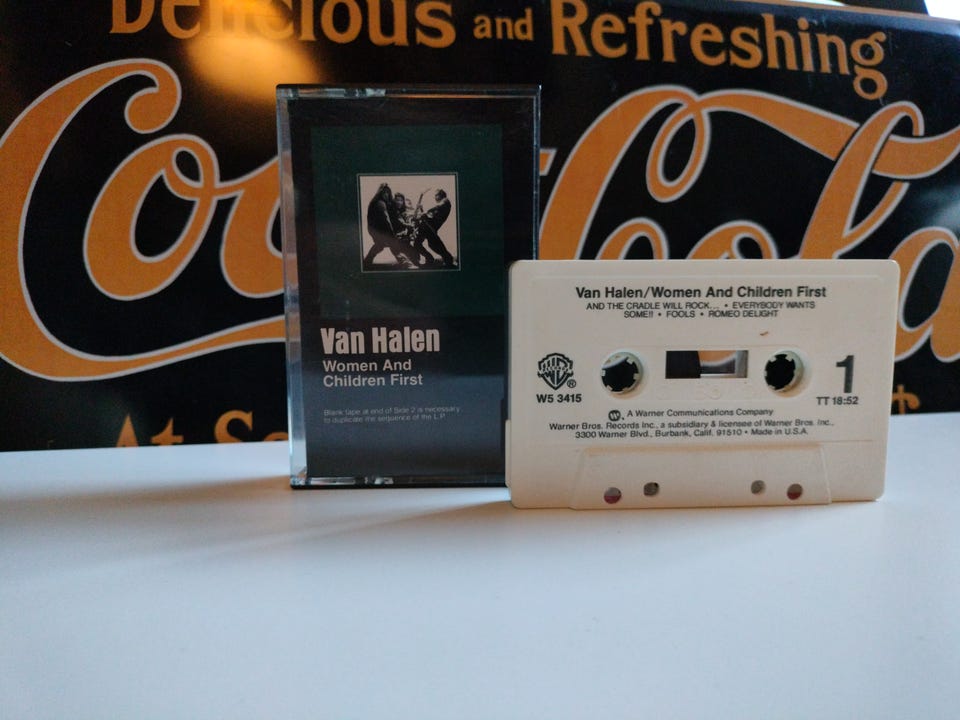 Delicious and Refreshing
Coca-Cola
Van Halen
Women And
Children First
Blank tape at end of Side 2 is necessary
to duplicate the sequence of the L.P.
Van Halen/Women And Children First
AND THE CRADLE WILL ROCK... • EVERYBODY WANTS
SOME!! • FOOLS • ROMEO DELIGHT
®
W5 3415
1
TT 18:52
A Warner Communications Company
Warner Bros. Records Inc., a subsidiary & licensee of Warner Bros. Inc.,
3300 Warner Blvd., Burbank, Calif. 91510 • Made in U.S.A.
At